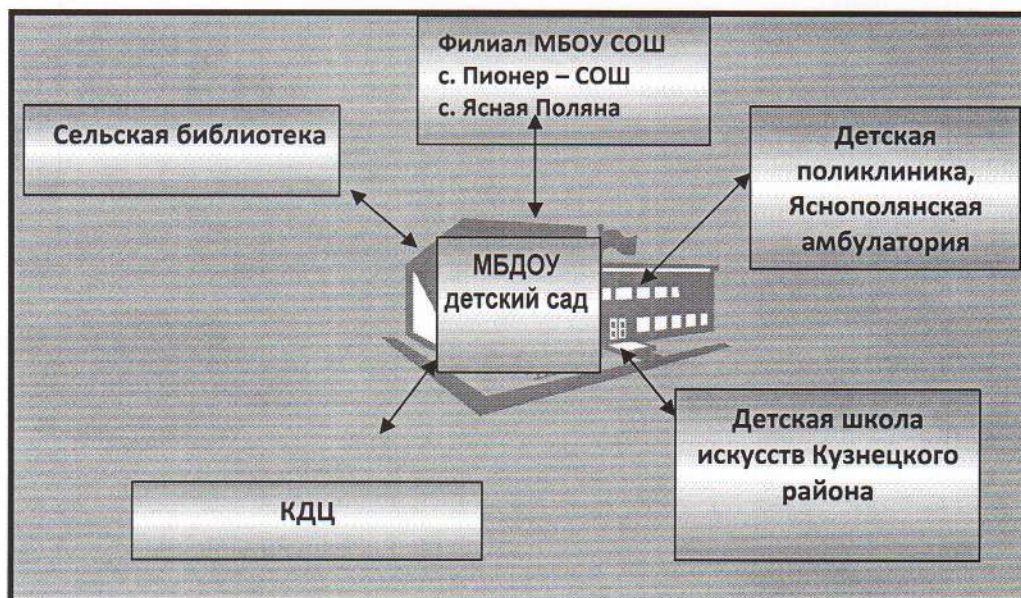 Филиал МБОУ СОШ
с. Пионер – СОШ
с. Ясная Поляна
Сельская библиотека
Детская
поликлиника,
Яснополянская
амбулатория
МБДОУ
детский сад
Детская школа
искусств Кузнецкого
района
КДЦ